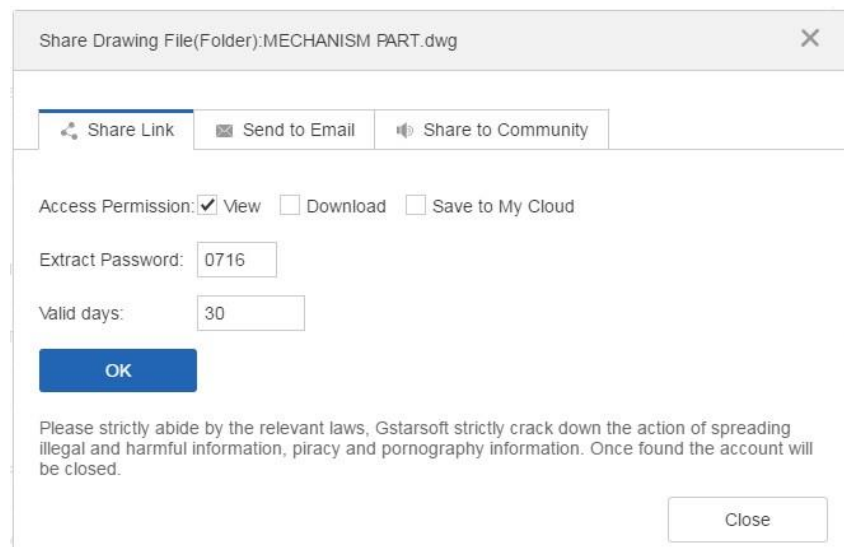 Share Drawing File(Folder):MECHANISM PART.dwg
Share Link Send to Email Share to Community
Access Permission: View Download Save to My Cloud
Extract Password: 0716
Valid days: 30
OK
Please strictly abide by the relevant laws, Gstarsoft strictly crack down the action of spreading
illegal and harmful information, piracy and pornography information. Once found the account will
be closed.
Close